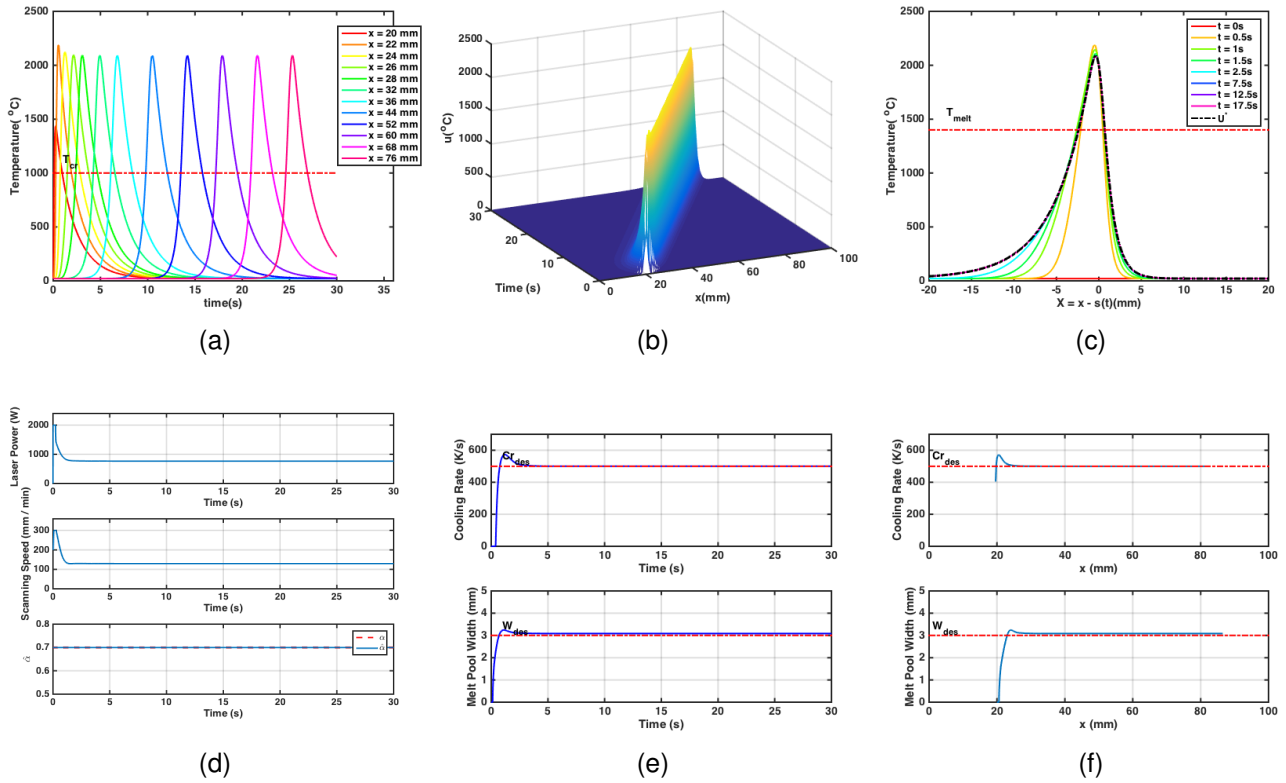 2500
2000
1500
1000
500
0
Temperature( °C)
T_cr
x = 20 mm
x = 22 mm
x = 24 mm
x = 26 mm
x = 28 mm
x = 32 mm
x = 36 mm
x = 44 mm
x = 52 mm
x = 60 mm
x = 68 mm
x = 76 mm
0 5 10 15 20 25 30 35
time(s)
(a)
2500
2000
1500
1000
500
0
u(°C)
30
20
10
0
Time (s)
0 20 40 60 80 100
x(mm)
(b)
2500
2000
1500
1000
500
0
Temperature( °C)
T_melt
t = 0s
t = 0.5s
t = 1s
t = 1.5s
t = 2.5s
t = 7.5s
t = 12.5s
t = 17.5s
U*
-20 -15 -10 -5 0 5 10 15 20
X = x - s(t)(mm)
(c)
Laser Power (W)
2000
1000
0
0 5 10 15 20 25 30
Time (s)
Scanning Speed (mm / min)
300
200
100
0
0 5 10 15 20 25 30
Time (s)
α̂
0.8
0.7
0.6
0.5
α
α̂
0 5 10 15 20 25 30
Time (s)
(d)
Cooling Rate (K/s)
600
400
200
0
Cr_des
0 5 10 15 20 25 30
Time (s)
Melt Pool Width (mm)
5
4
3
2
1
0
W_des
0 5 10 15 20 25 30
Time (s)
(e)
Cooling Rate (K/s)
600
400
200
0
Cr_des
0 20 40 60 80 100
x (mm)
Melt Pool Width (mm)
5
4
3
2
1
0
W_des
0 20 40 60 80 100
x (mm)
(f)